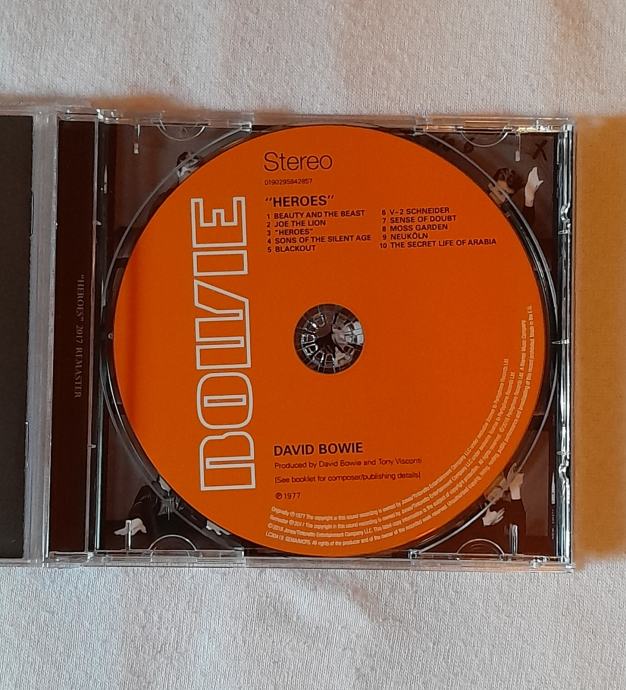 Stereo
0190295842857
"HEROES"
1 BEAUTY AND THE BEAST
2 JOE THE LION
3 "HEROES"
4 SONS OF THE SILENT AGE
5 BLACKOUT
6 V-2 SCHNEIDER
7 SENSE OF DOUBT
8 MOSS GARDEN
9 NEUKÖLN
10 THE SECRET LIFE OF ARABIA
BOWIE
"HEROES" 2017 REMASTER
DAVID BOWIE
Produced by David Bowie and Tony Visconti
[See booklet for composer/publishing details]
℗ 1977